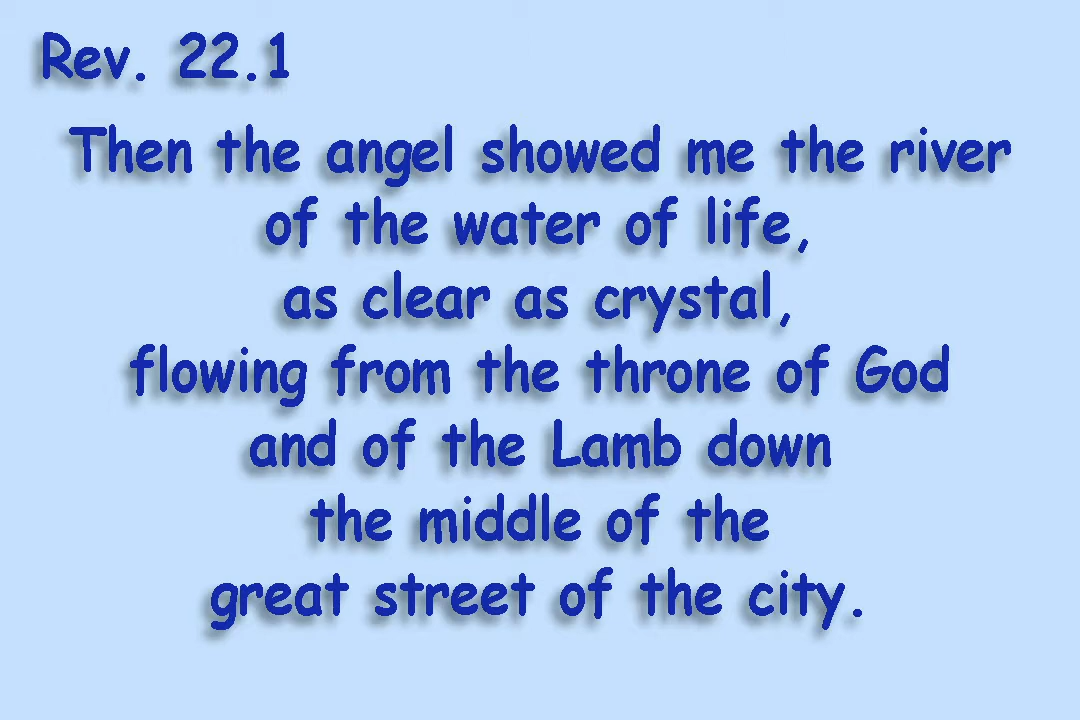 Rev. 22.1
Then the angel showed me the river
of the water of life,
as clear as crystal,
flowing from the throne of God
and of the Lamb down
the middle of the
great street of the city.